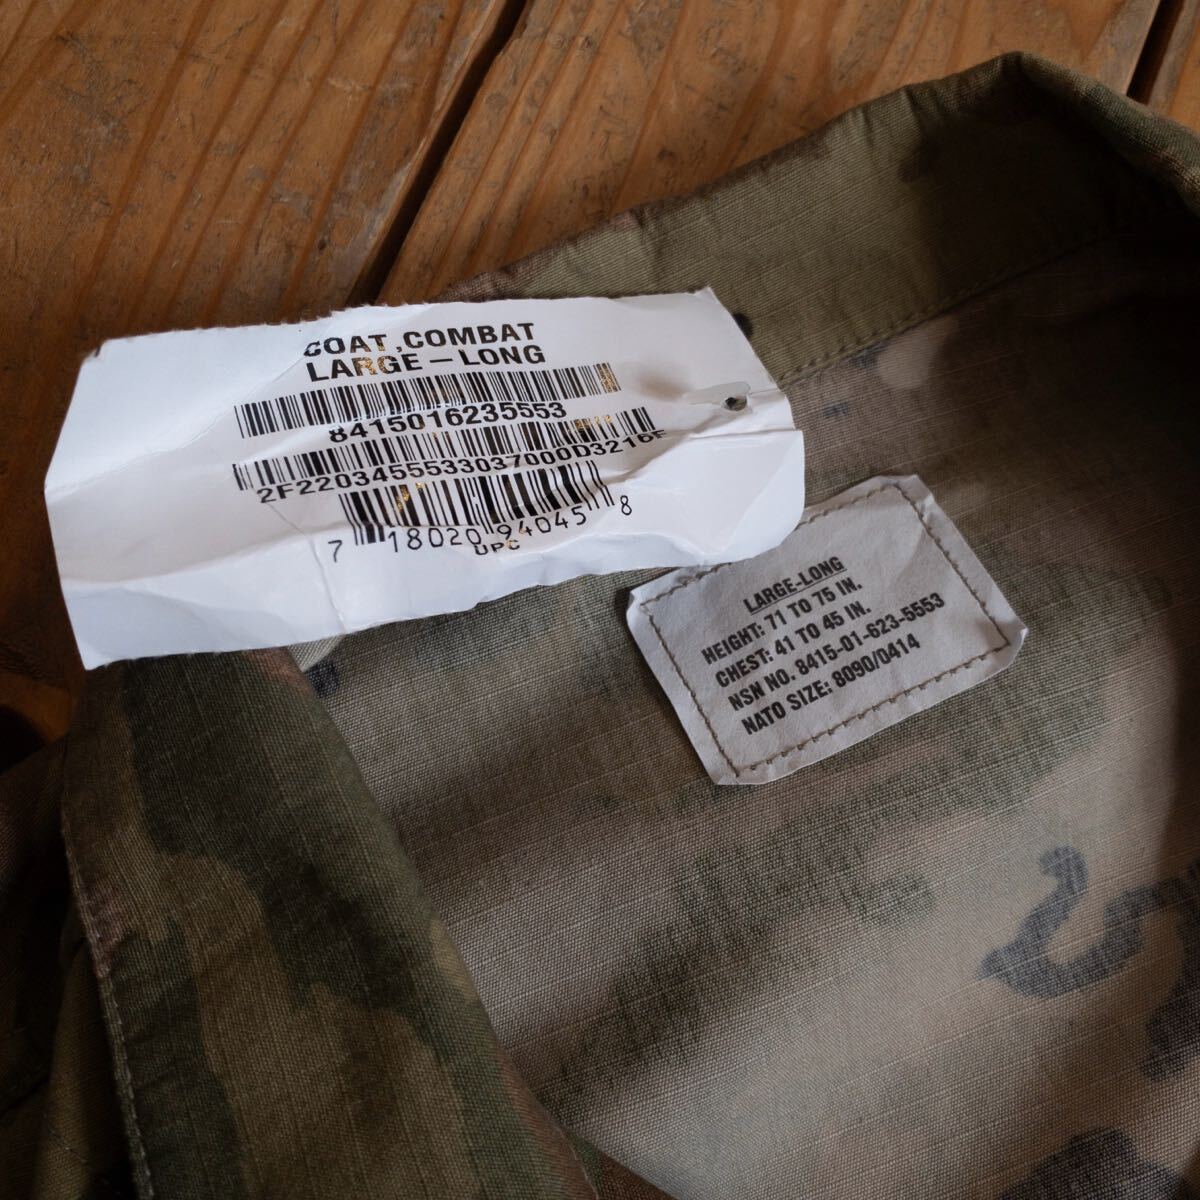 COAT, COMBAT
LARGE – LONG
8415016235553
2F2203455533037000D3216F
7 18020 94045 8
UPC
LARGE-LONG
HEIGHT: 71 TO 75 IN.
CHEST: 41 TO 45 IN.
NSN NO. 8415-01-623-5553
NATO SIZE: 8090/0414